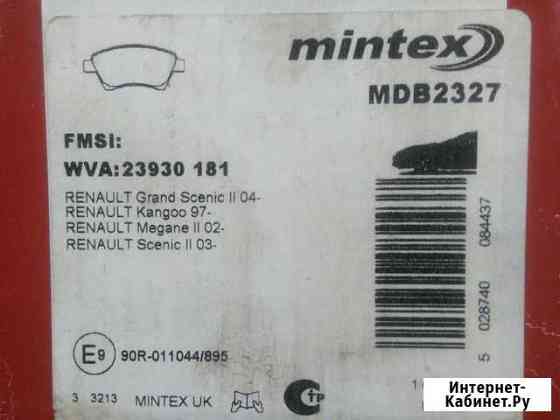 mintex
MDB2327
FMSI:
WVA:23930 181
RENAULT Grand Scenic II 04-
RENAULT Kangoo 97-
RENAULT Megane II 02-
RENAULT Scenic II 03-
5 028740 084437
E9 90R-011044/895
3 3213 MINTEX UK
Интернет-
Кабинет.Ру